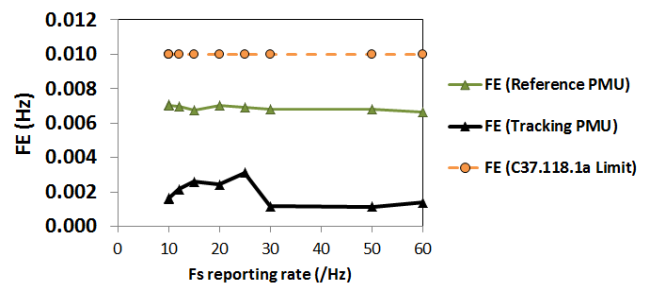 0.012
0.010
0.008
0.006
0.004
0.002
0.000
FE (Hz)
0 10 20 30 40 50 60
Fs reporting rate (/Hz)
FE (Reference PMU)
FE (Tracking PMU)
FE (C37.118.1a Limit)